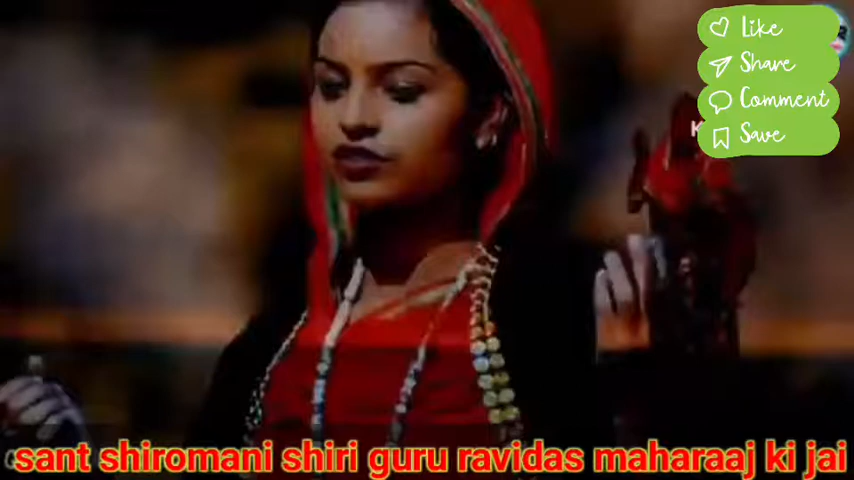 Like
Share
Comment
Save
sant shiromani shiri guru ravidas maharaaj ki jai